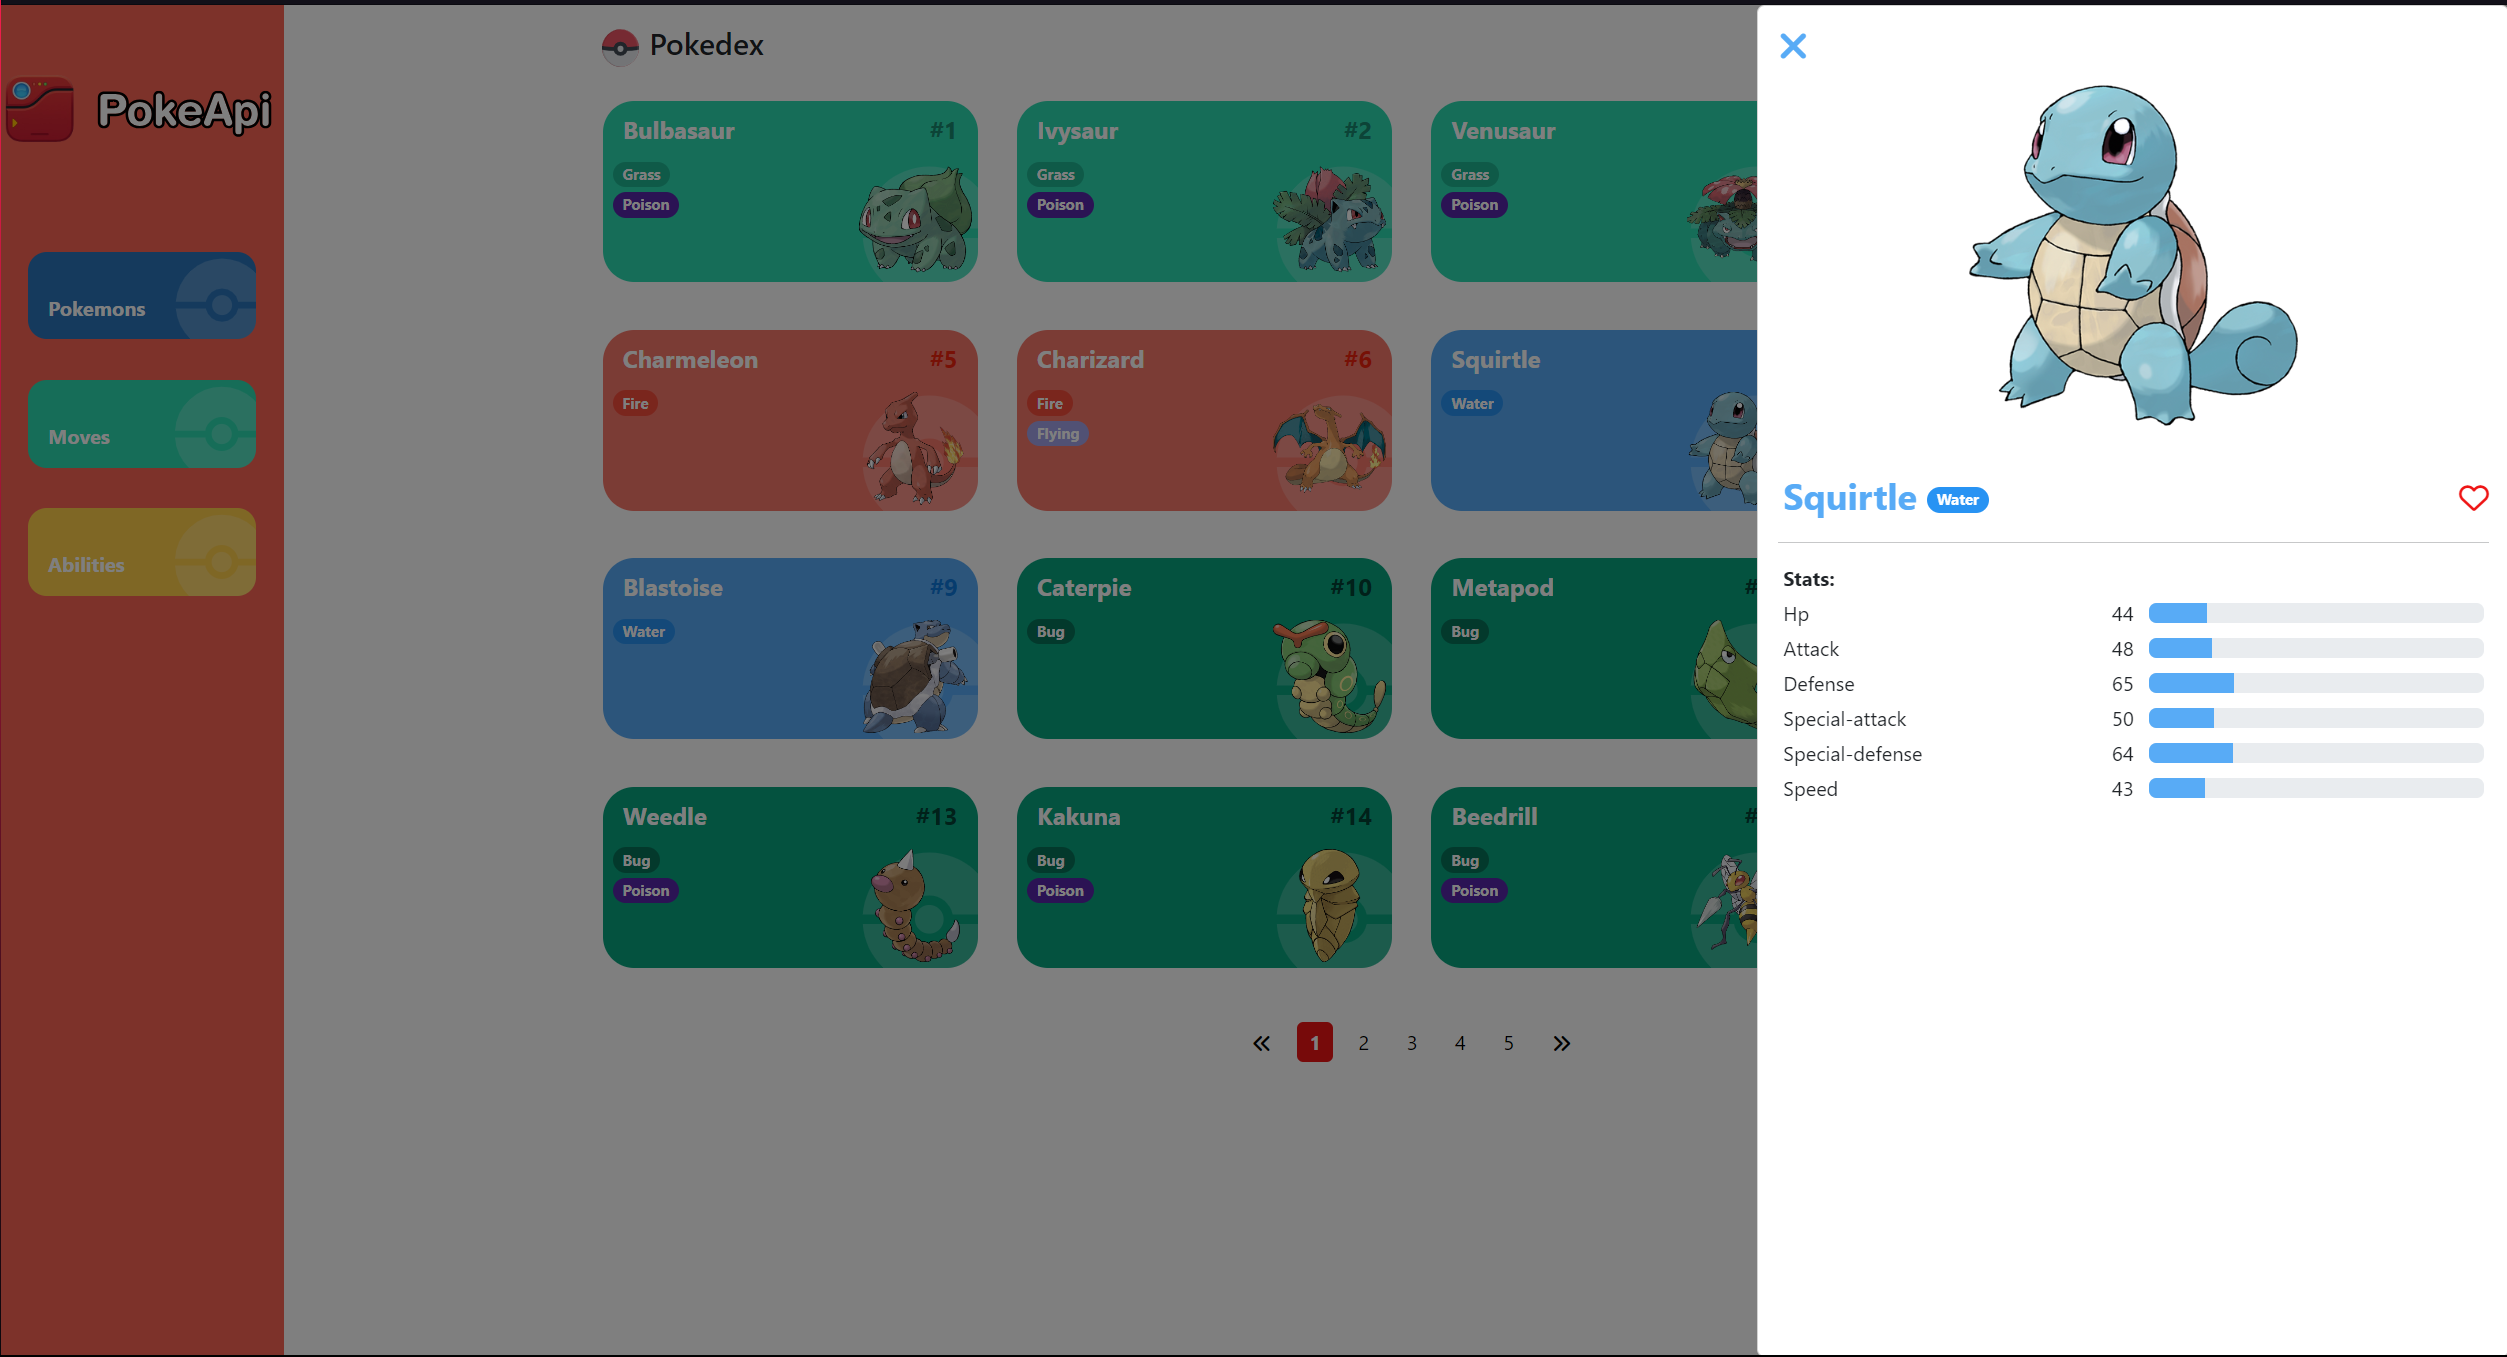 PokeApi
Pokemons
Moves
Abilities
Pokedex
Bulbasaur #1
Grass
Poison
Ivysaur #2
Grass
Poison
Venusaur
Grass
Poison
Charmeleon #5
Fire
Charizard #6
Fire
Flying
Squirtle
Water
Blastoise #9
Water
Caterpie #10
Bug
Metapod #
Bug
Weedle #13
Bug
Poison
Kakuna #14
Bug
Poison
Beedrill #
Bug
Poison
« 1 2 3 4 5 »
Squirtle Water
Stats:
Hp 44
Attack 48
Defense 65
Special-attack 50
Special-defense 64
Speed 43